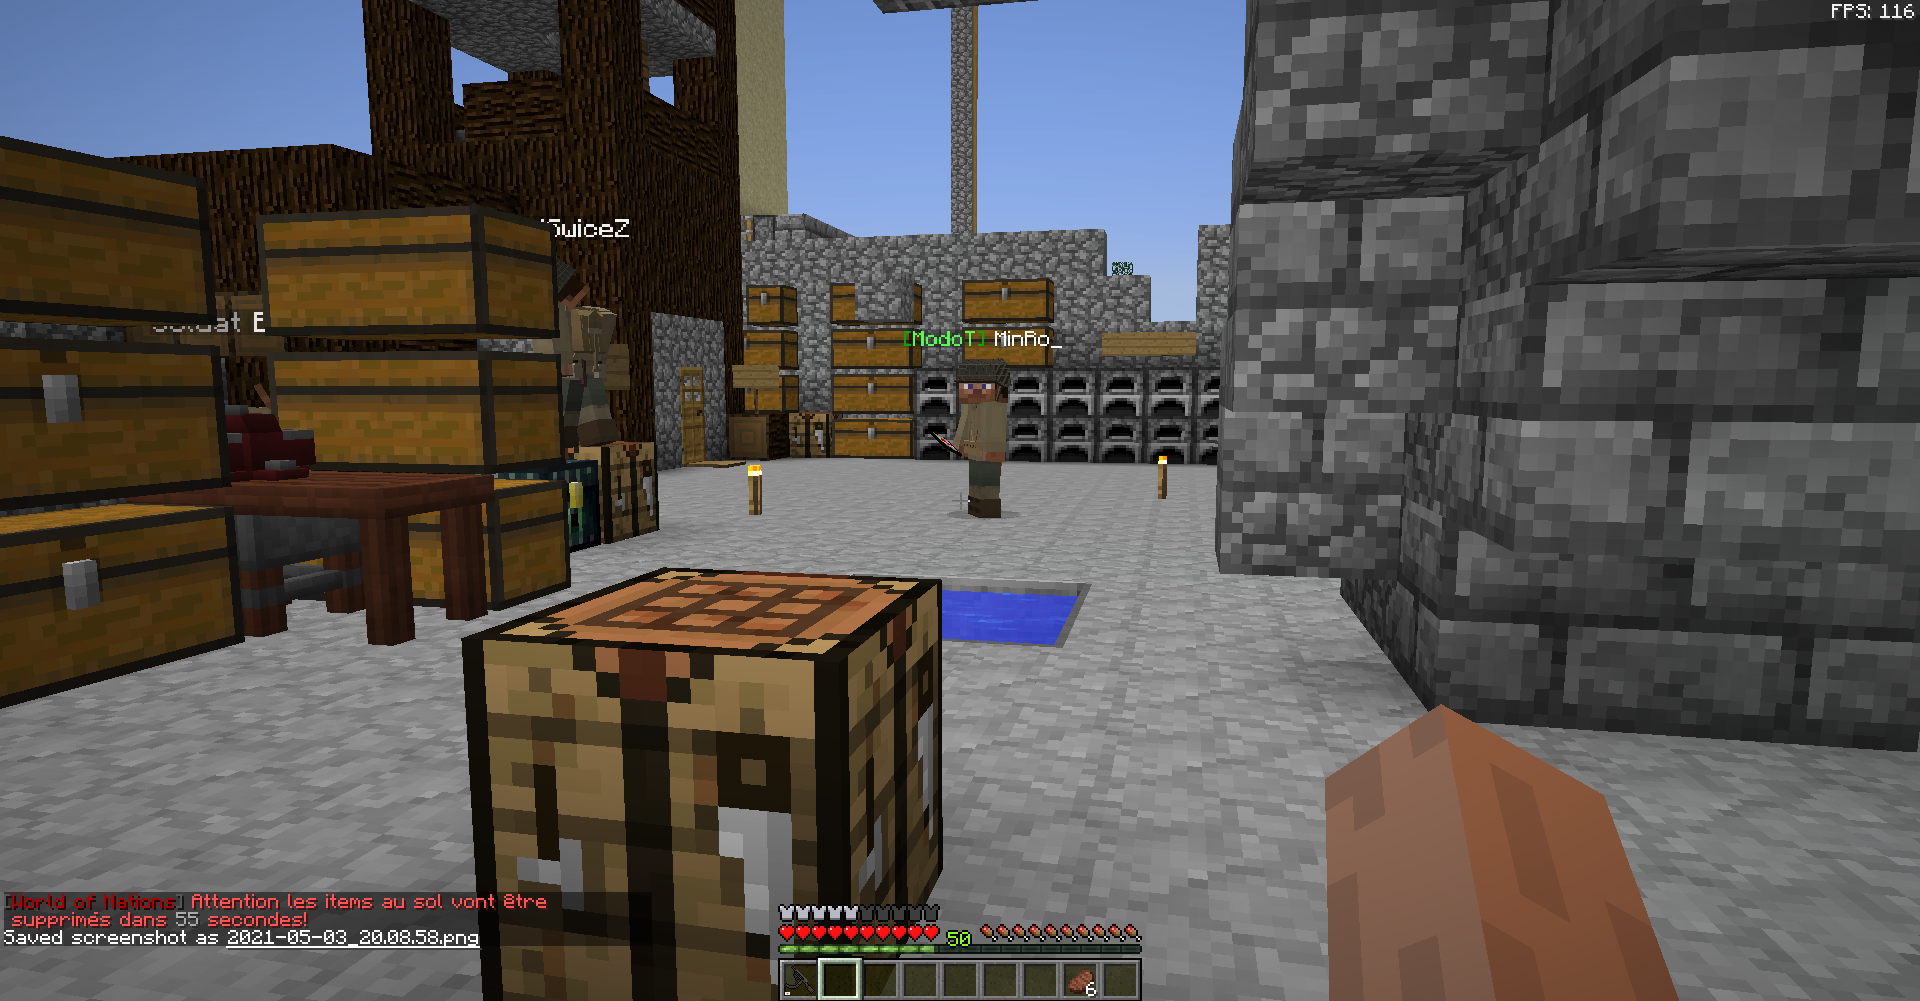 FPS: 116
SwiceZ
Soldat E
[ModoT] MinRo_
[World of Nations] Attention les items au sol vont être
supprimés dans 55 secondes!
Saved screenshot as 2021-05-03_20.08.58.png
50
6